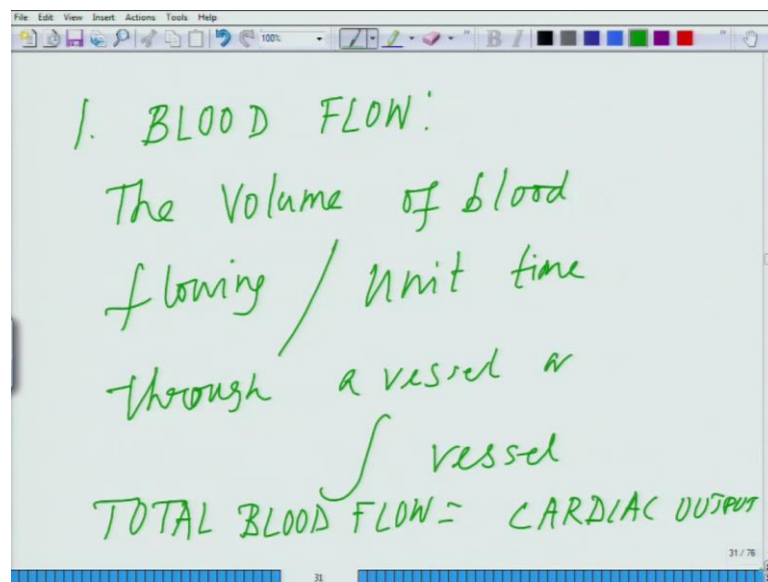 File Edit View Insert Actions Tools Help
100% B I
1. BLOOD FLOW:
The Volume of blood
flowing / Unit time
through a vessel or
∫ vessel
TOTAL BLOOD FLOW = CARDIAC OUTPUT
31 / 76
31